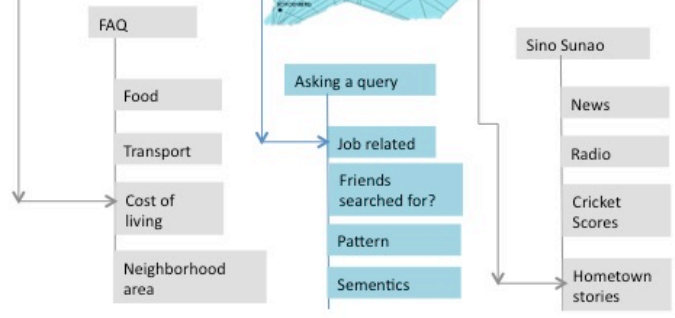 FAQ
Food
Transport
Cost of
living
Neighborhood
area
Asking a query
Job related
Friends
searched for?
Pattern
Sementics
Sino Sunao
News
Radio
Cricket
Scores
Hometown
stories